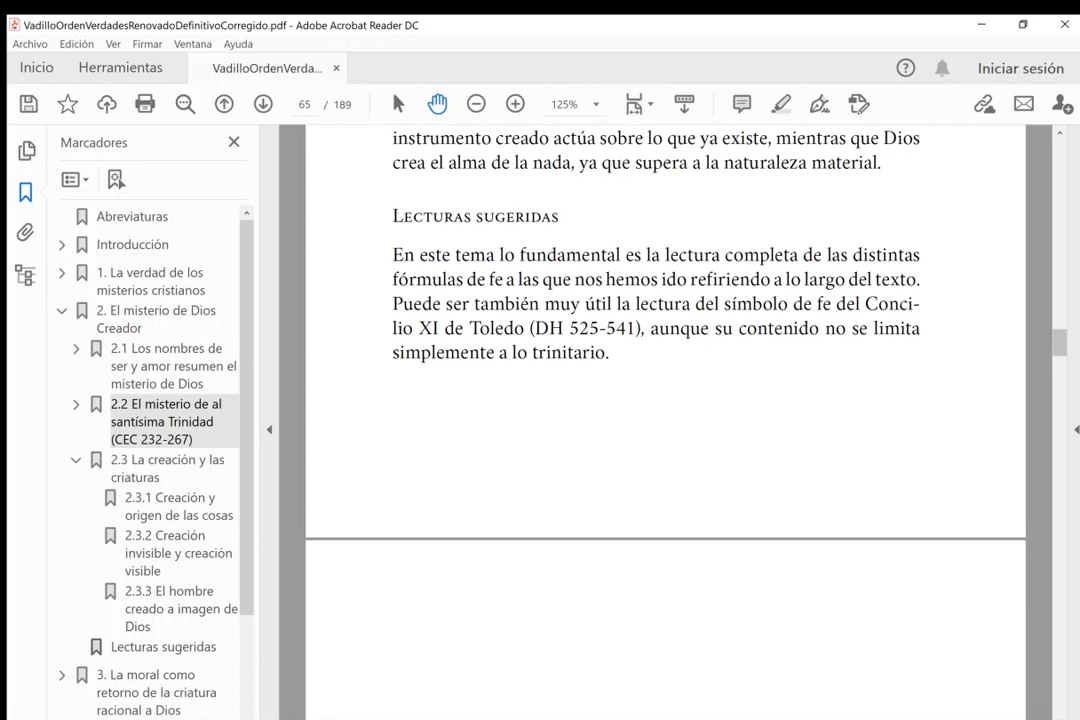 VadilloOrdenVerdadesRenovadoDefinitivoCorregido.pdf - Adobe Acrobat Reader DC
Archivo Edición Ver Firmar Ventana Ayuda
Inicio Herramientas VadilloOrdenVerda... × Iniciar sesión
65 / 189 125%
Marcadores
Abreviaturas
Introducción
1. La verdad de los
misterios cristianos
2. El misterio de Dios
Creador
2.1 Los nombres de
ser y amor resumen el
misterio de Dios
2.2 El misterio de al
santísima Trinidad
(CEC 232-267)
2.3 La creación y las
criaturas
2.3.1 Creación y
origen de las cosas
2.3.2 Creación
invisible y creación
visible
2.3.3 El hombre
creado a imagen de
Dios
Lecturas sugeridas
3. La moral como
retorno de la criatura
racional a Dios
instrumento creado actúa sobre lo que ya existe, mientras que Dios
crea el alma de la nada, ya que supera a la naturaleza material.
Lecturas sugeridas
En este tema lo fundamental es la lectura completa de las distintas
fórmulas de fe a las que nos hemos ido refiriendo a lo largo del texto.
Puede ser también muy útil la lectura del símbolo de fe del Conci-
lio XI de Toledo (DH 525-541), aunque su contenido no se limita
simplemente a lo trinitario.